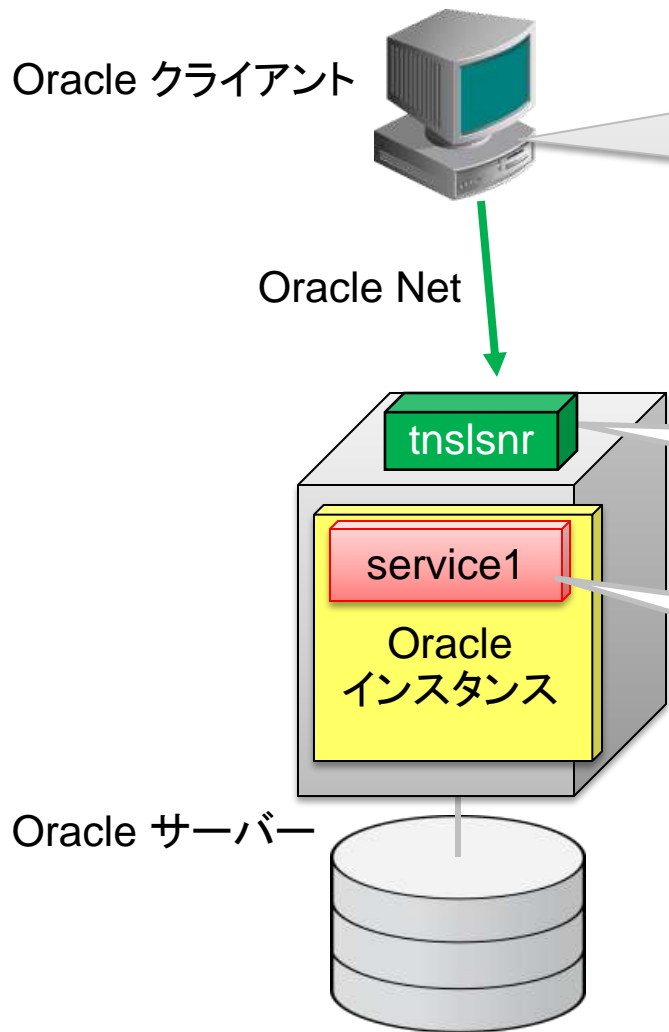 Oracle クライアント
Oracle Net
tnslsnr
service1
Oracle
インスタンス
Oracle サーバー